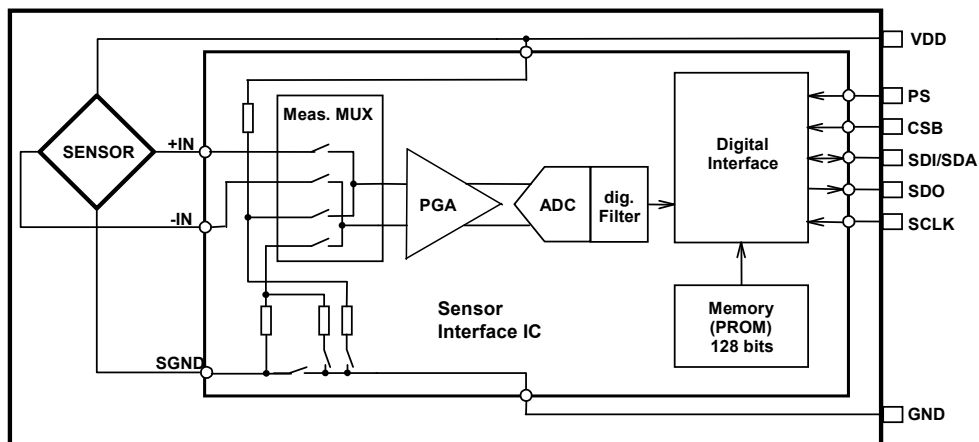 VDD
PS
Meas. MUX
CSB
+IN
SENSOR
Digital
Interface
SDI/SDA
-IN
PGA
ADC
dig.
Filter
SDO
SCLK
Sensor
Interface IC
Memory
(PROM)
128 bits
SGND
GND